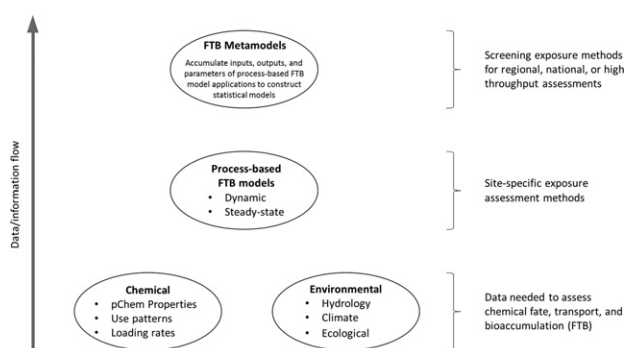 FTB Metamodels
Accumulate inputs, outputs, and
parameters of process-based FTB
model applications to construct
statistical models
Screening exposure methods
for regional, national, or high
throughput assessments
Data/information flow
Process-based
FTB models
• Dynamic
• Steady-state
Site-specific exposure
assessment methods
Chemical
• pChem Properties
• Use patterns
• Loading rates
Environmental
• Hydrology
• Climate
• Ecological
Data needed to assess
chemical fate, transport, and
bioaccumulation (FTB)